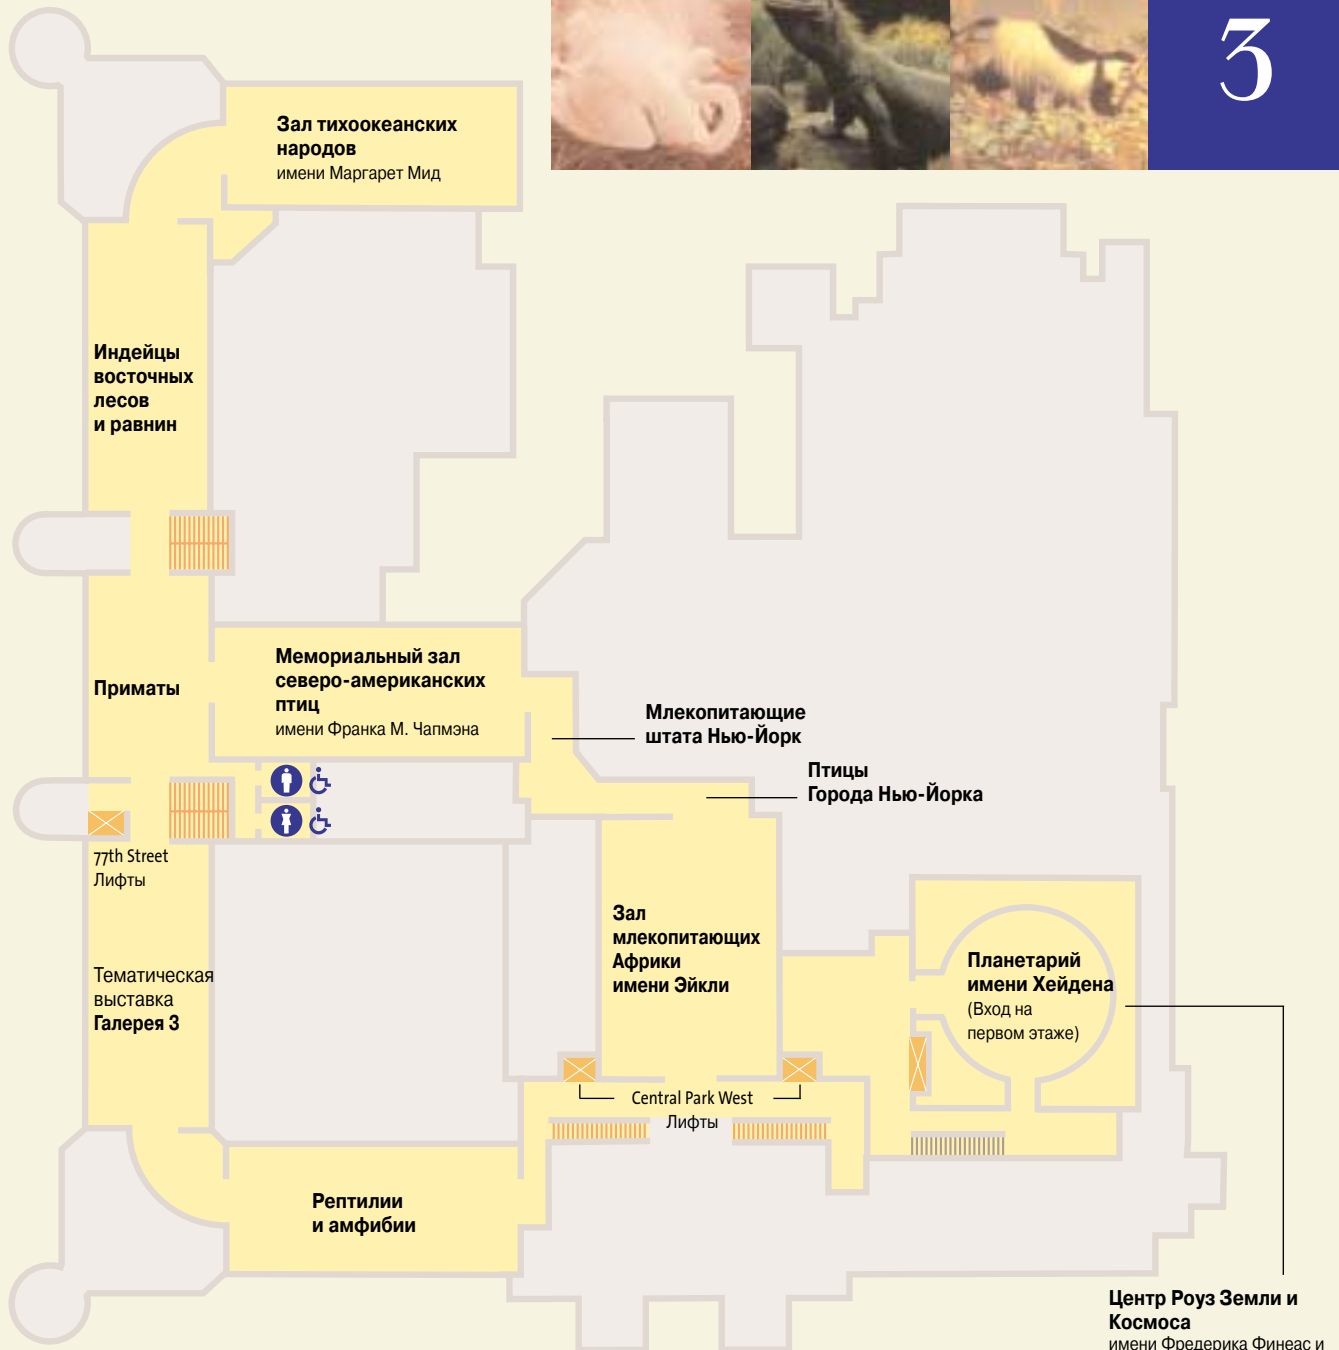 3
Зал тихоокеанских
народов
имени Маргарет Мид
Индейцы
восточных
лесов
и равнин
Приматы
Мемориальный зал
северо-американских
птиц
имени Франка М. Чапмэна
Млекопитающие
штата Нью-Йорк
Птицы
Города Нью-Йорка
77th Street
Лифты
Зал
млекопитающих
Африки
имени Эйкли
Планетарий
имени Хейдена
(Вход на
первом этаже)
Тематическая
выставка
Галерея 3
Central Park West
Лифты
Рептилии
и амфибии
Центр Роуз Земли и
Космоса
имени Фредерика Финеас и